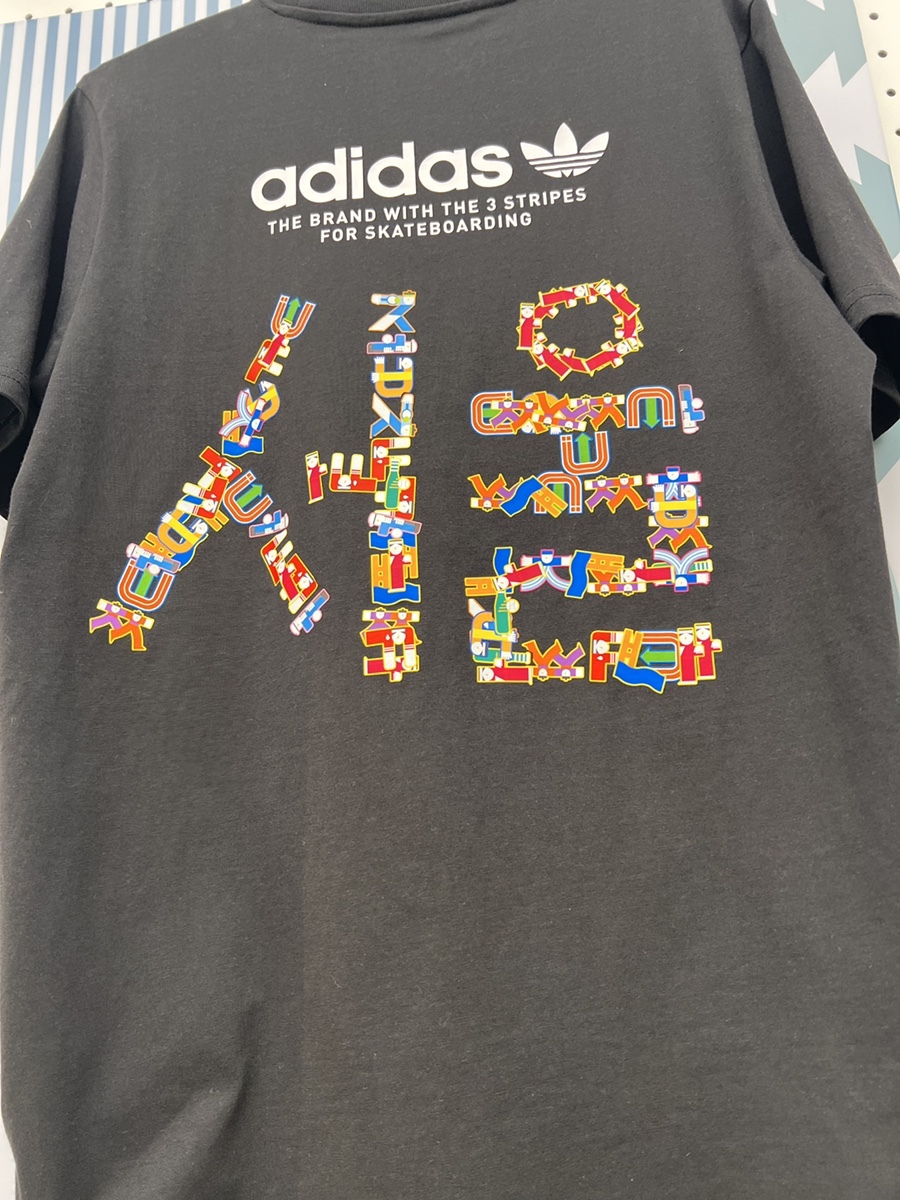 adidas
THE BRAND WITH THE 3 STRIPES
FOR SKATEBOARDING
서울